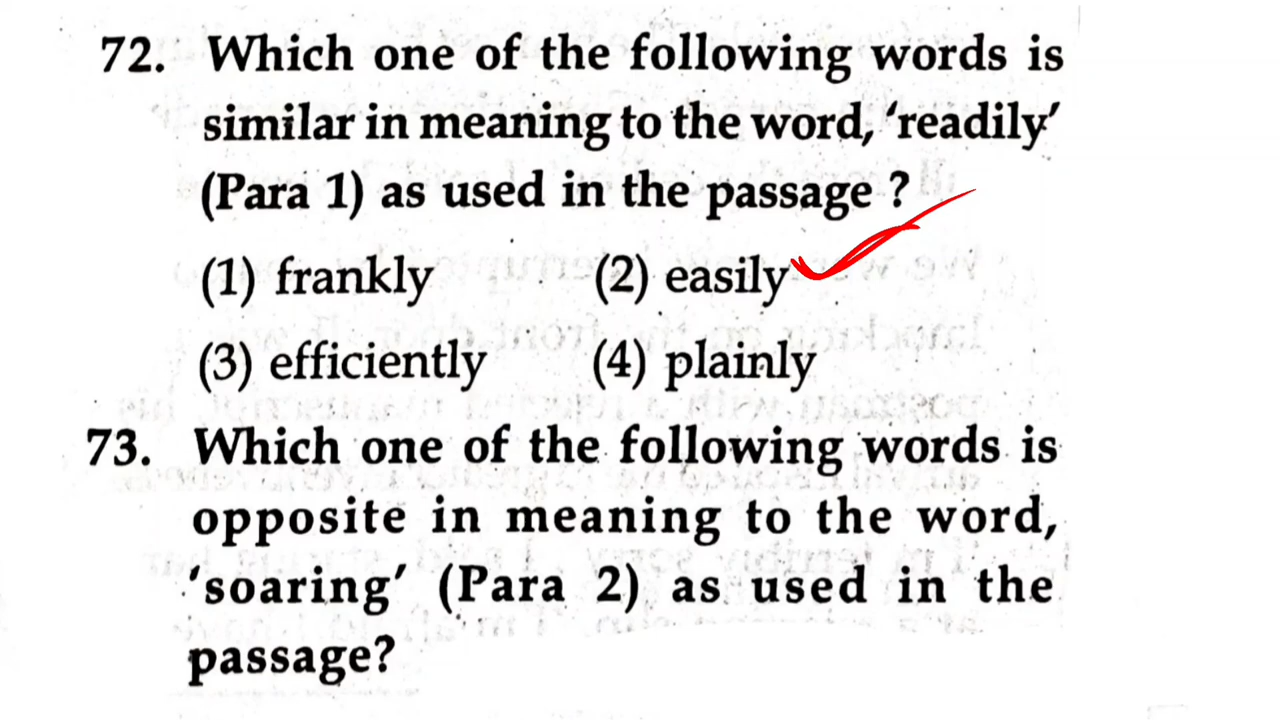 72. Which one of the following words is
similar in meaning to the word, ‘readily’
(Para 1) as used in the passage ?
(1) frankly (2) easily
(3) efficiently (4) plainly
73. Which one of the following words is
opposite in meaning to the word,
‘soaring’ (Para 2) as used in the
passage?